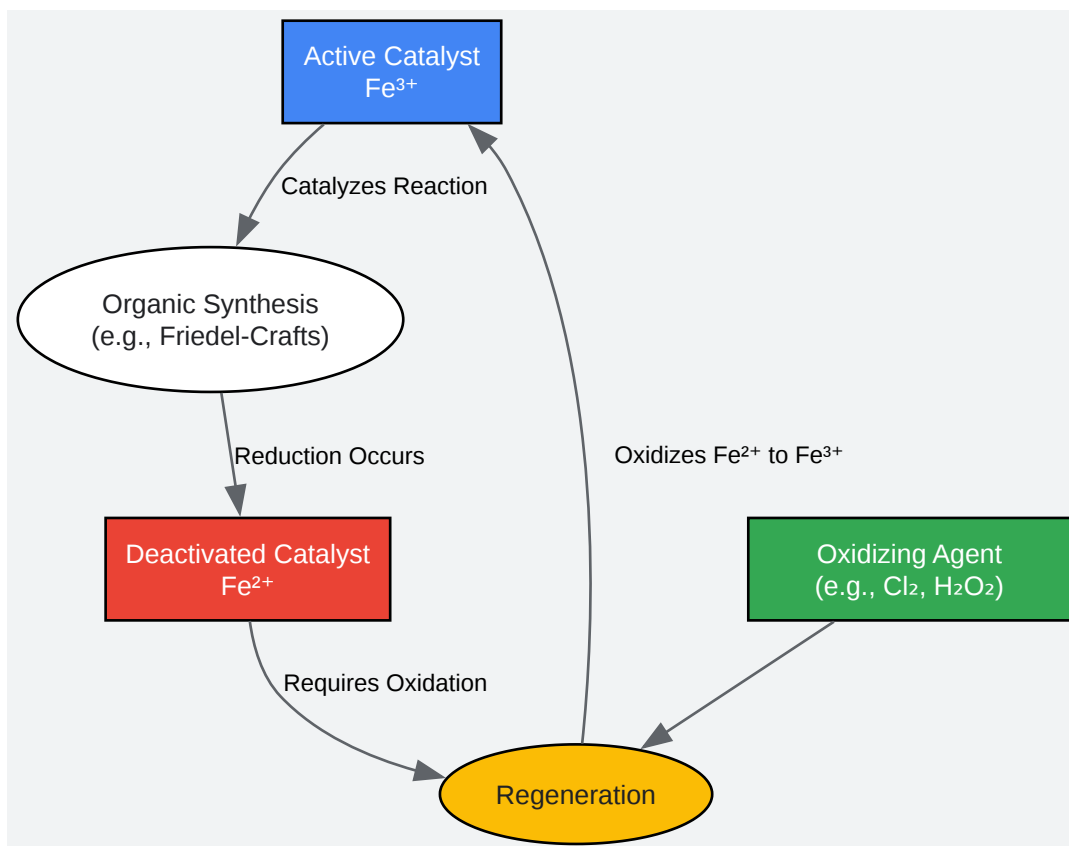 Active Catalyst
Fe³⁺
Catalyzes Reaction
Organic Synthesis
(e.g., Friedel-Crafts)
Reduction Occurs
Oxidizes Fe²⁺ to Fe³⁺
Deactivated Catalyst
Fe²⁺
Oxidizing Agent
(e.g., Cl₂, H₂O₂)
Requires Oxidation
Regeneration